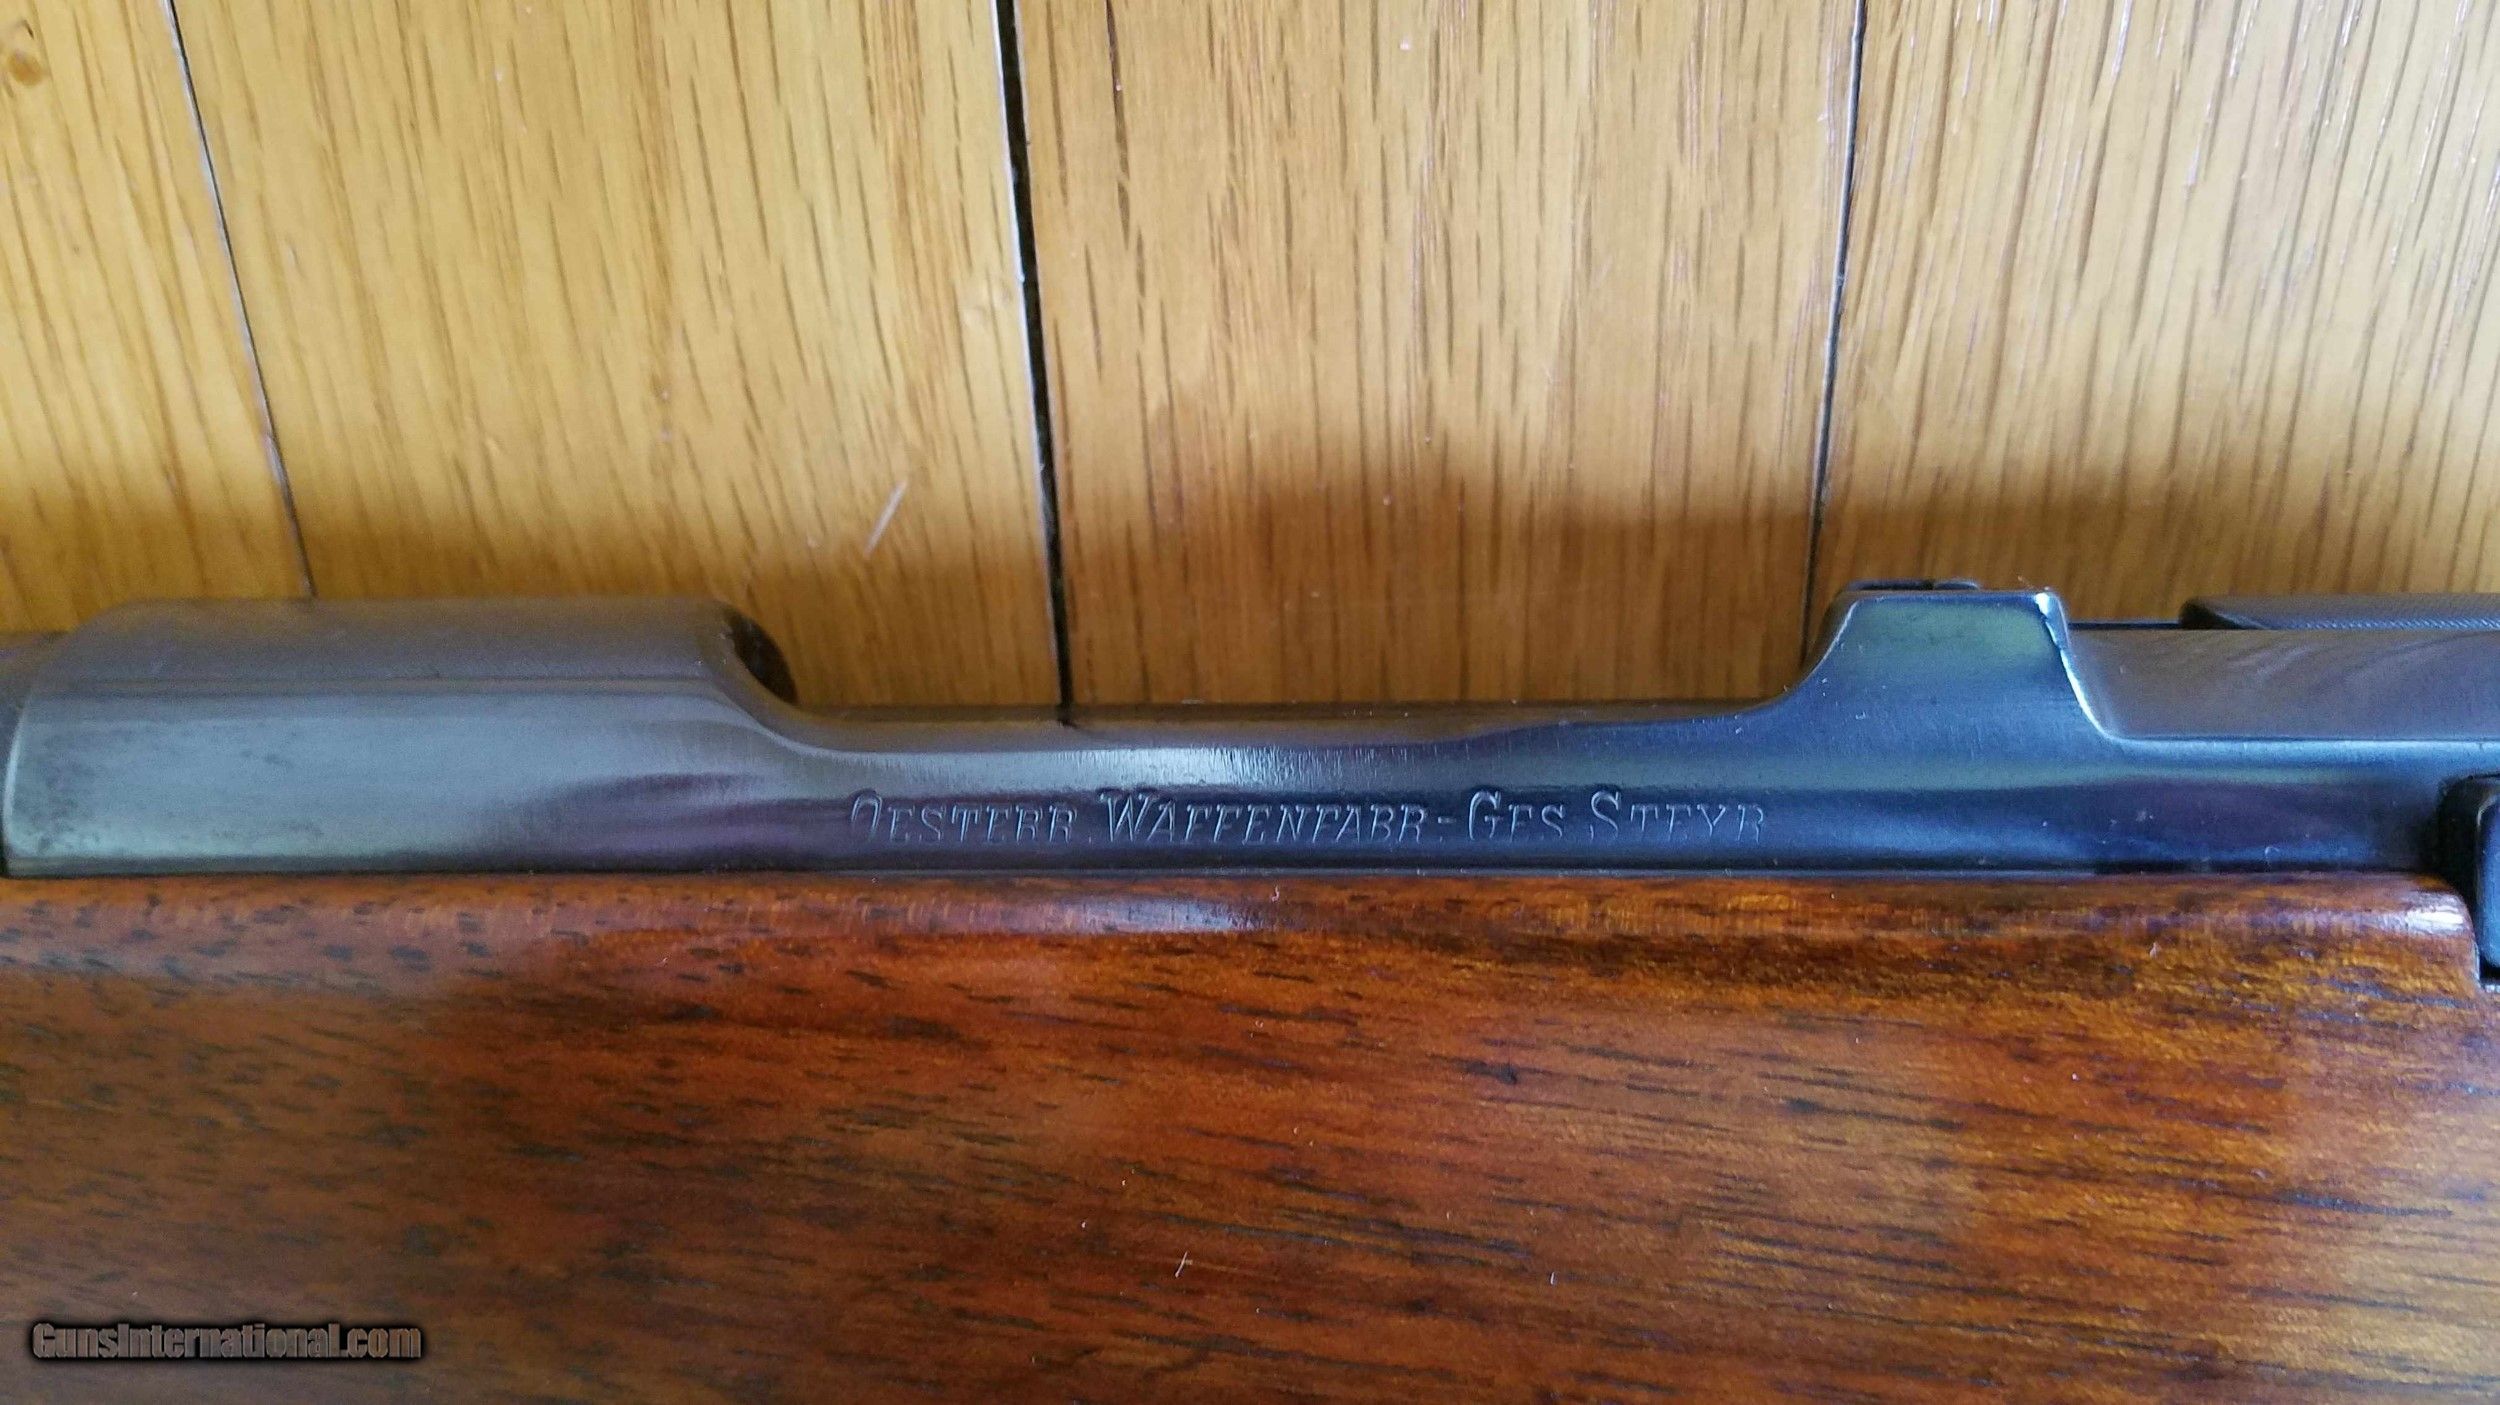 OESTERR. WAFFENFABR-GES. STEYR
GunsInternational.com